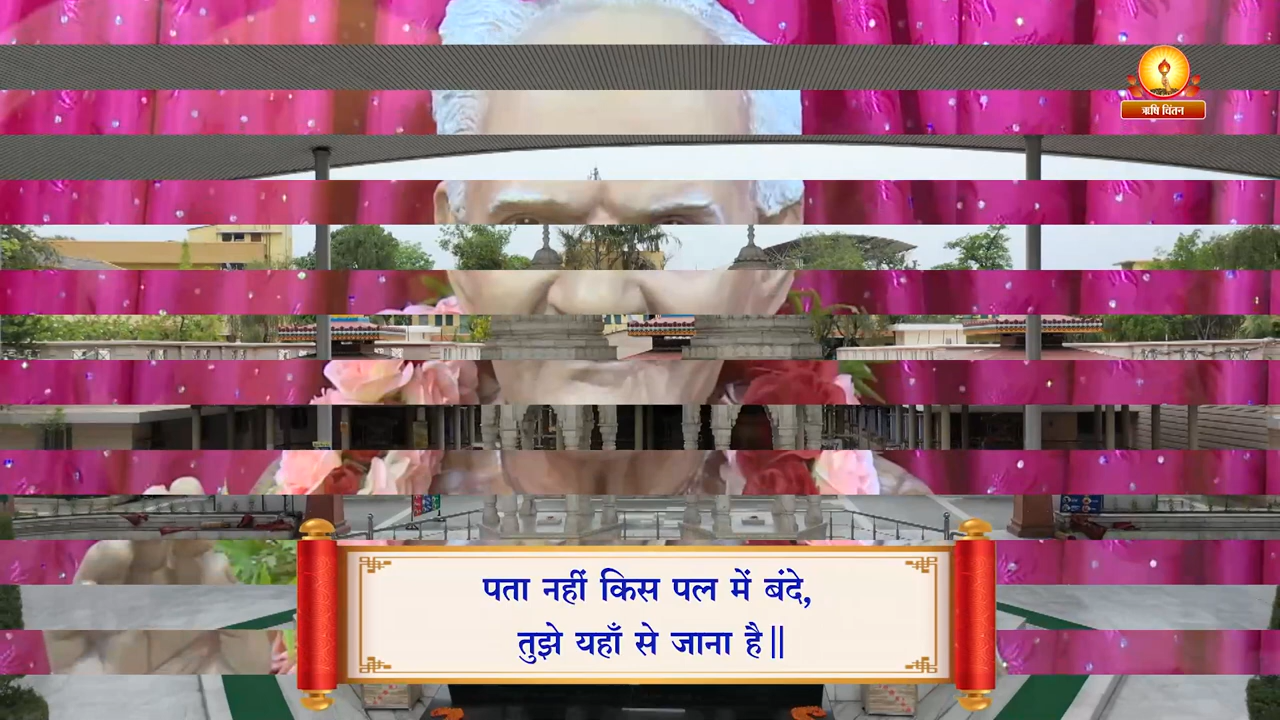 ऋषि चिंतन
पता नहीं किस पल में बंदे,
तुझे यहाँ से जाना है||